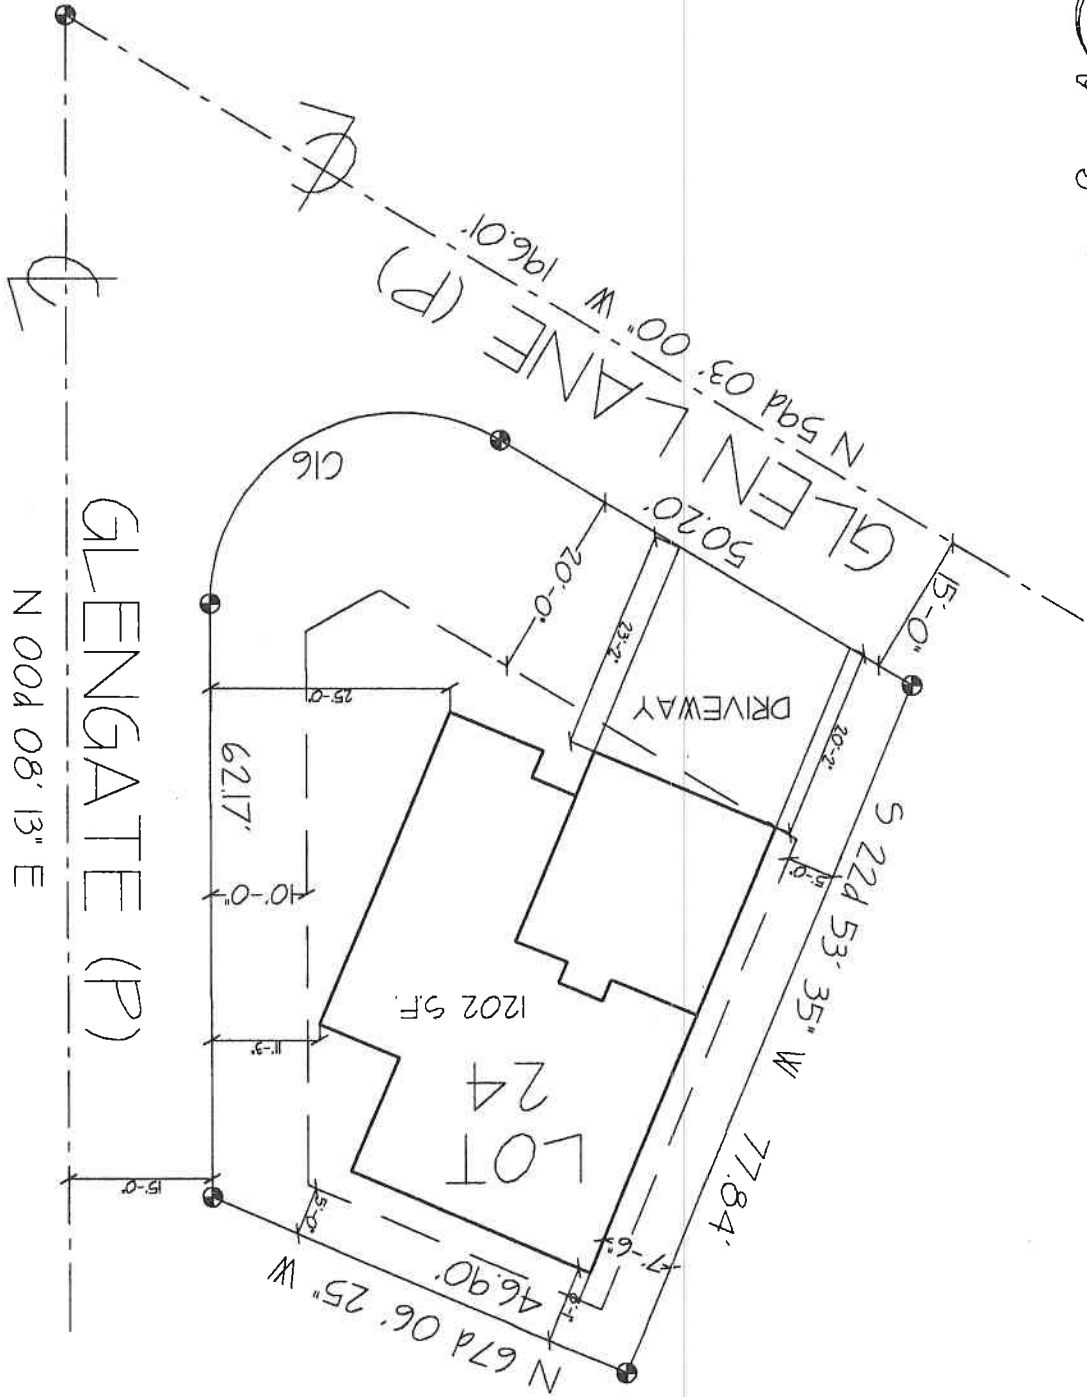 GLEN LANE (P)
N 59d 03' 00" W 196.01'
50.20'
C16
20'-0"
15'-0"
23'-2"
DRIVEWAY
20'-2"
5'-0"
S 22d 53' 35" W 77.84'
25'-0"
62.17'
10'-0"
11'-3"
1202 S.F.
LOT
24
15'-0"
5'-0"
46.90'
N 67d 06' 25" W
7'-6"
GLENGATE (P)
N 00d 08' 13" E